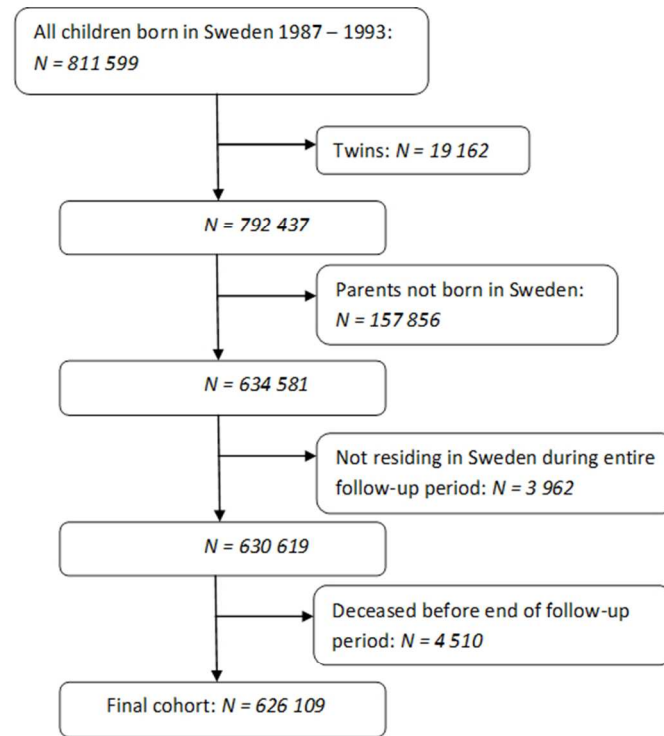 All children born in Sweden 1987 – 1993:
N = 811 599
Twins: N = 19 162
N = 792 437
Parents not born in Sweden:
N = 157 856
N = 634 581
Not residing in Sweden during entire
follow-up period: N = 3 962
N = 630 619
Deceased before end of follow-up
period: N = 4 510
Final cohort: N = 626 109